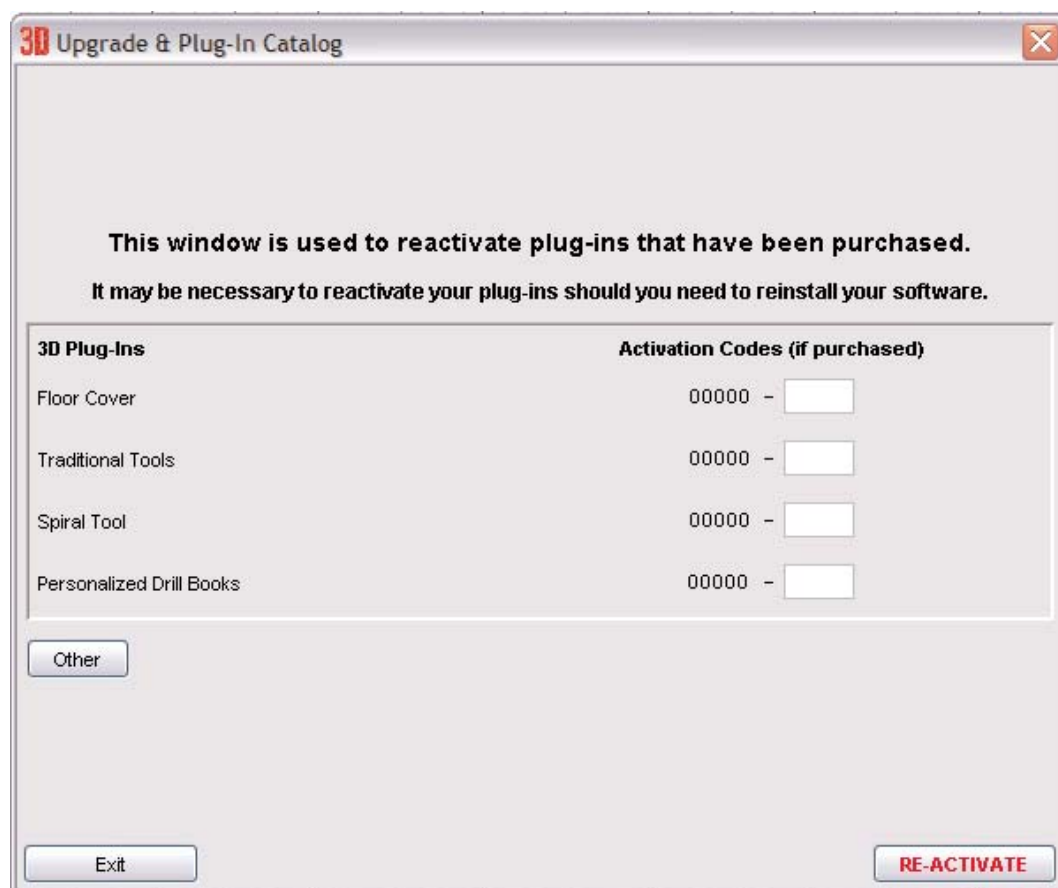 3D Upgrade & Plug-In Catalog
This window is used to reactivate plug-ins that have been purchased.
It may be necessary to reactivate your plug-ins should you need to reinstall your software.
3D Plug-Ins Activation Codes (if purchased)
Floor Cover 00000 -
Traditional Tools 00000 -
Spiral Tool 00000 -
Personalized Drill Books 00000 -
Other
Exit RE-ACTIVATE